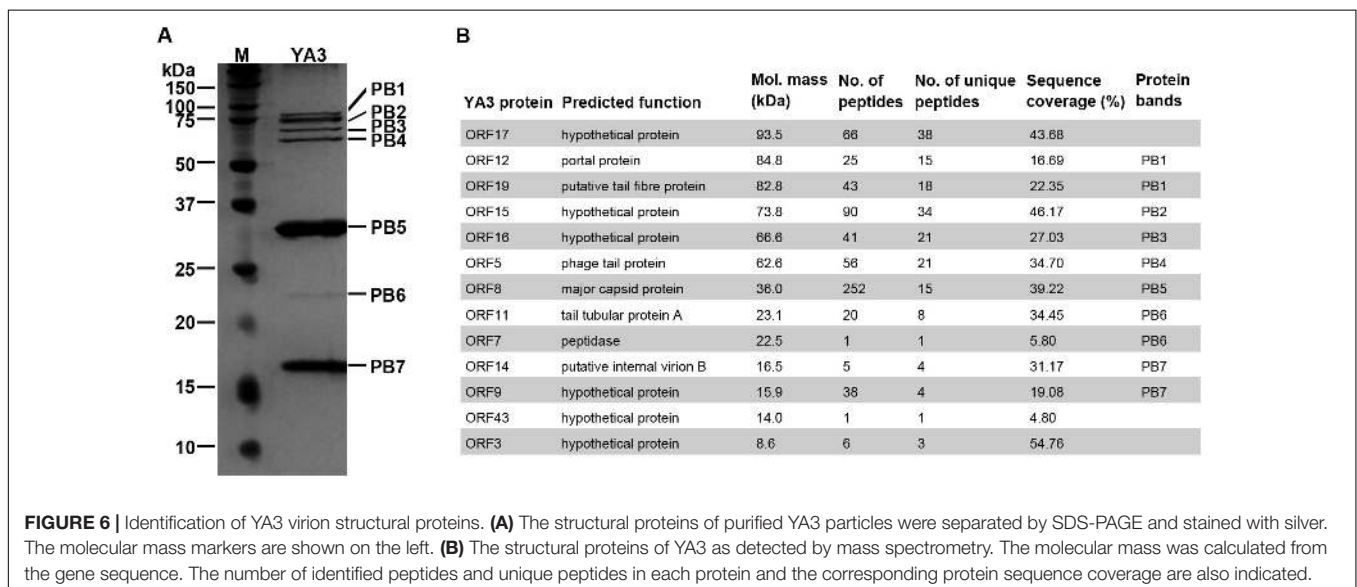 A
M YA3
kDa
150
100
75
50
37
25
20
15
10
PB1
PB2
PB3
PB4
PB5
PB6
PB7
B
YA3 protein Predicted function Mol. mass (kDa) No. of peptides No. of unique peptides Sequence coverage (%) Protein bands
ORF17 hypothetical protein 93.5 66 38 43.68
ORF12 portal protein 84.8 25 15 16.69 PB1
ORF19 putative tail fibre protein 82.8 43 18 22.35 PB1
ORF15 hypothetical protein 73.8 90 34 46.17 PB2
ORF16 hypothetical protein 66.6 41 21 27.03 PB3
ORF5 phage tail protein 62.6 56 21 34.70 PB4
ORF8 major capsid protein 36.0 252 15 39.22 PB5
ORF11 tail tubular protein A 23.1 20 8 34.45 PB6
ORF7 peptidase 22.5 1 1 5.80 PB6
ORF14 putative internal virion B 16.5 5 4 31.17 PB7
ORF9 hypothetical protein 15.9 38 4 19.08 PB7
ORF43 hypothetical protein 14.0 1 1 4.80
ORF3 hypothetical protein 8.6 6 3 54.76
FIGURE 6 | Identification of YA3 virion structural proteins. (A) The structural proteins of purified YA3 particles were separated by SDS-PAGE and stained with silver.
The molecular mass markers are shown on the left. (B) The structural proteins of YA3 as detected by mass spectrometry. The molecular mass was calculated from
the gene sequence. The number of identified peptides and unique peptides in each protein and the corresponding protein sequence coverage are also indicated.